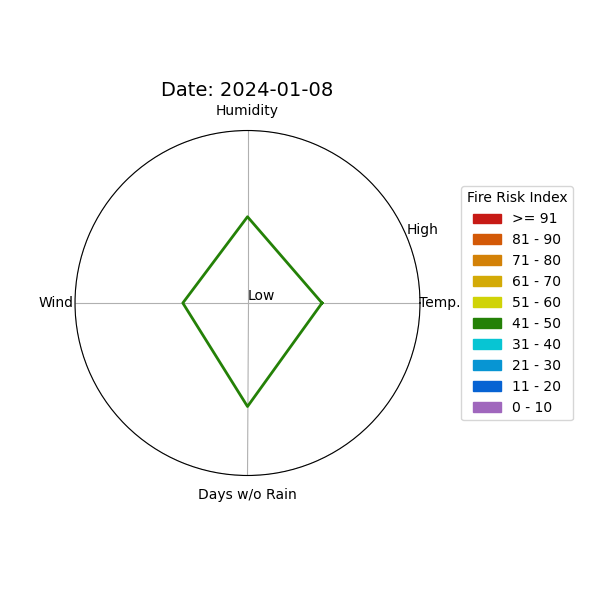 Date: 2024-01-08
Humidity
High
Low
Wind
Temp.
Days w/o Rain
Fire Risk Index
>= 91
81 - 90
71 - 80
61 - 70
51 - 60
41 - 50
31 - 40
21 - 30
11 - 20
0 - 10